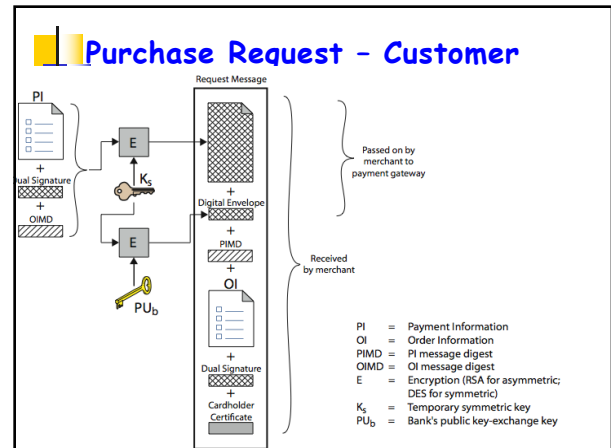 Purchase Request – Customer
Request Message
PI
+
ual Signature
+
OIMD
E
Ks
E
PUb
+
Digital Envelope
+
PIMD
+
OI
+
Dual Signature
+
Cardholder
Certificate
Passed on by
merchant to
payment gateway
Received
by merchant
PI = Payment Information
OI = Order Information
PIMD = PI message digest
OIMD = OI message digest
E = Encryption (RSA for asymmetric;
DES for symmetric)
Ks = Temporary symmetric key
PUb = Bank's public key-exchange key